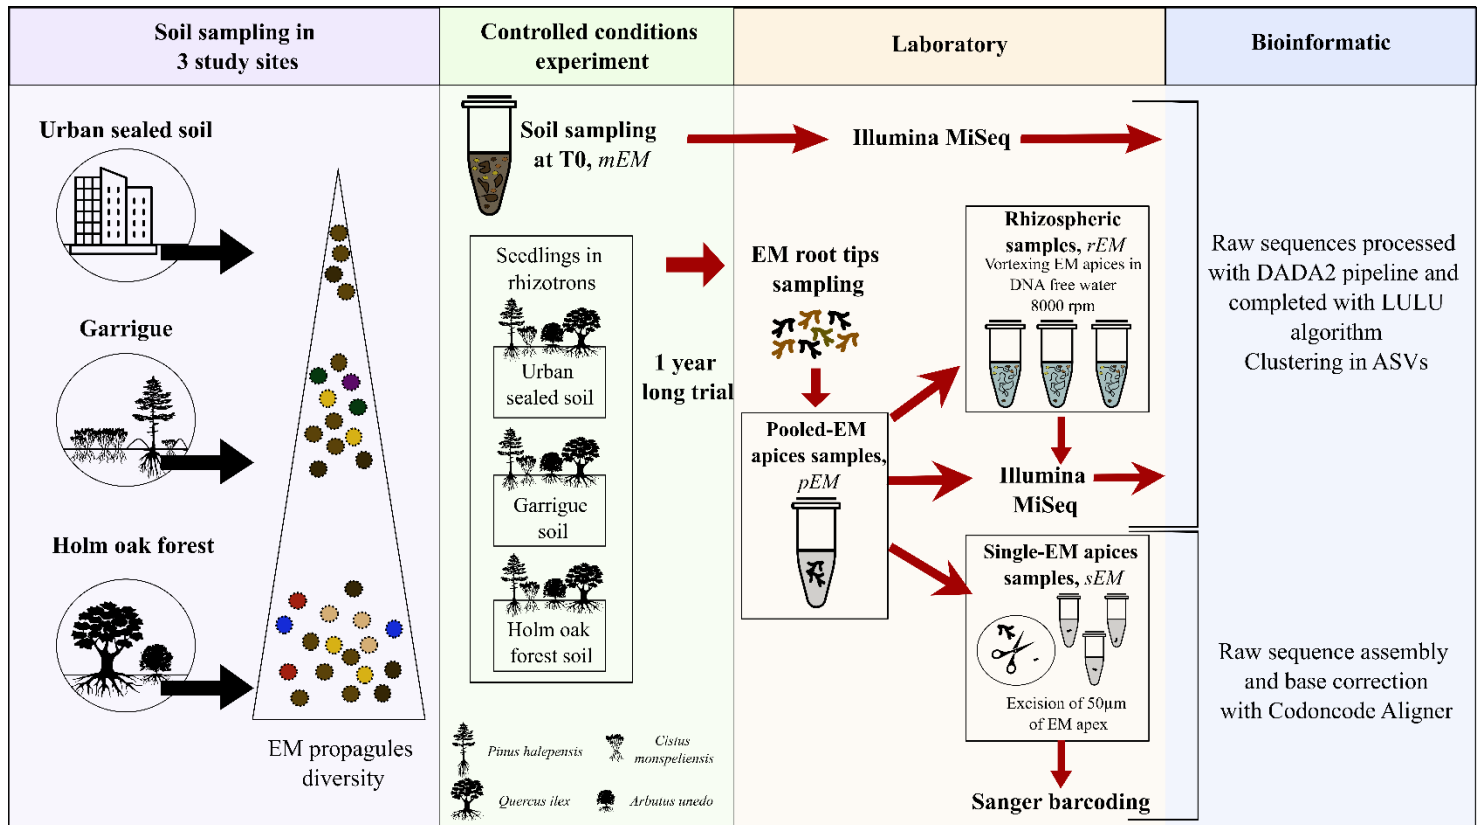 Soil sampling in
3 study sites
Controlled conditions
experiment
Laboratory
Bioinformatic
Urban sealed soil
Garrigue
Holm oak forest
EM propagules
diversity
Soil sampling
at T0, mEM
Seedlings in
rhizotrons
Urban
sealed soil
Garrigue
soil
Holm oak
forest soil
1 year
long trial
Pinus halepensis
Cistus
monspeliensis
Quercus ilex
Arbutus unedo
Illumina MiSeq
EM root tips
sampling
Pooled-EM
apices samples,
pEM
Rhizospheric
samples, rEM
Vortexing EM apices in
DNA free water
8000 rpm
Illumina
MiSeq
Single-EM apices
samples, sEM
Excision of 50µm
of EM apex
Sanger barcoding
Raw sequences processed
with DADA2 pipeline and
completed with LULU
algorithm
Clustering in ASVs
Raw sequence assembly
and base correction
with Codoncode Aligner